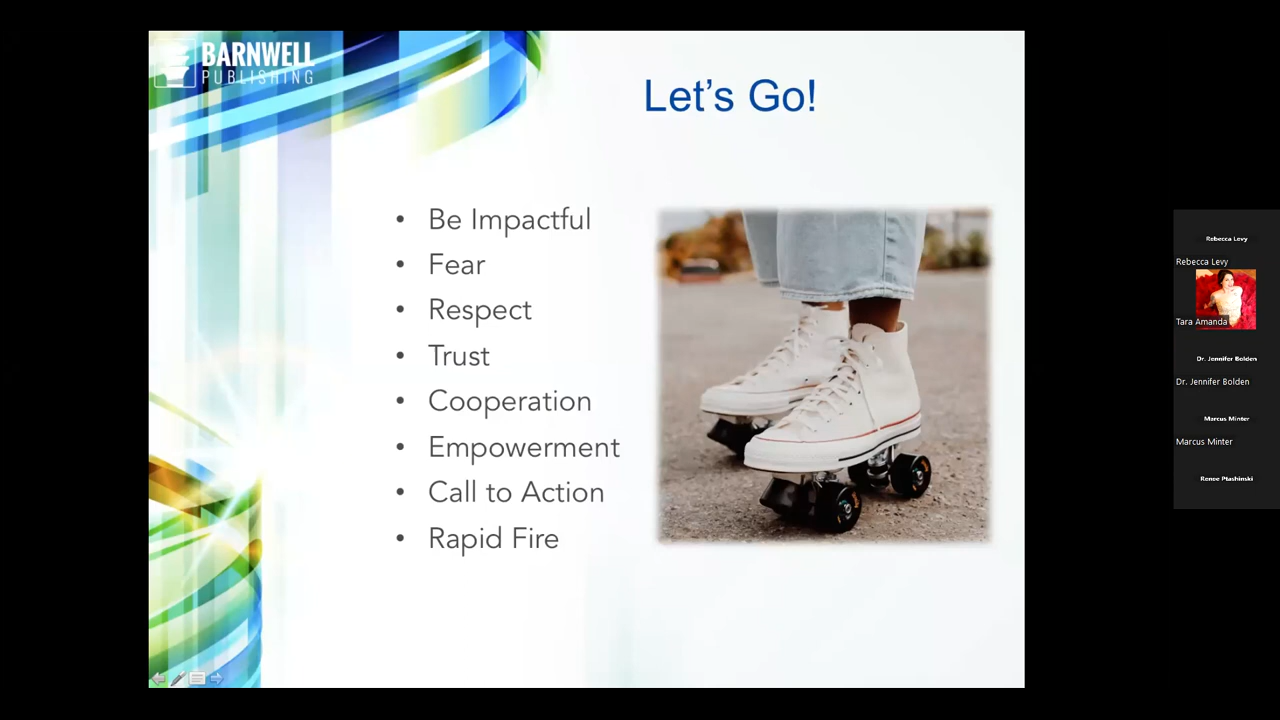 BARNWELL
PUBLISHING
Let's Go!
• Be Impactful
• Fear
• Respect
• Trust
• Cooperation
• Empowerment
• Call to Action
• Rapid Fire
Rebecca Levy
Rebecca Levy
Tara Amanda
Dr. Jennifer Bolden
Dr. Jennifer Bolden
Marcus Minter
Marcus Minter
Renee Ptashinski